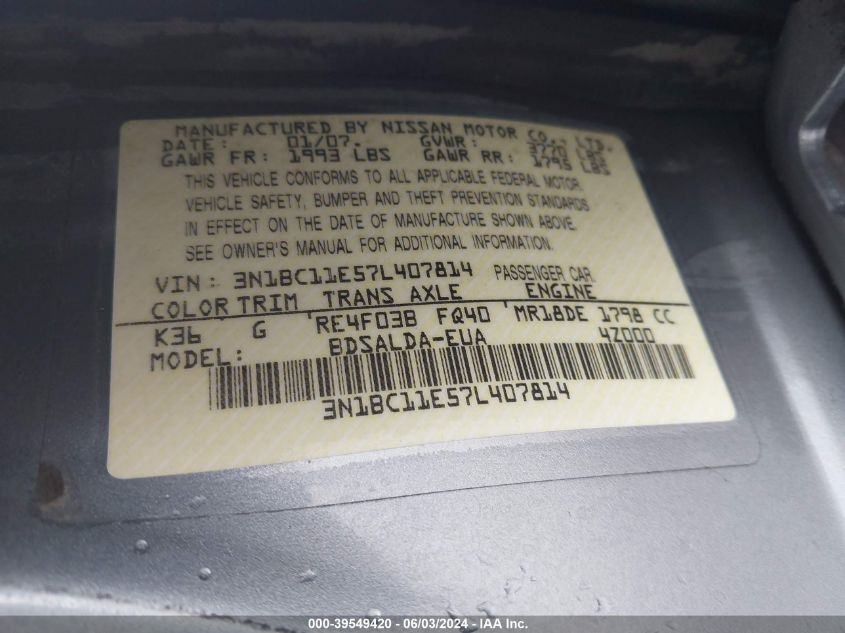 MANUFACTURED BY NISSAN MOTOR CO., LTD.
DATE: 01/07. GVWR: LBS
GAWR FR: 1993 LBS GAWR RR: 1795 LBS
THIS VEHICLE CONFORMS TO ALL APPLICABLE FEDERAL MOTOR
VEHICLE SAFETY, BUMPER AND THEFT PREVENTION STANDARDS
IN EFFECT ON THE DATE OF MANUFACTURE SHOWN ABOVE.
SEE OWNER'S MANUAL FOR ADDITIONAL INFORMATION.
VIN: 3N1BC11E57L407814 PASSENGER CAR
COLOR TRIM TRANS AXLE ENGINE
K36 G RE4F03B FQ40 MR18DE 1798 CC
MODEL: BDSALDA-EUA 4Z000
3N1BC11E57L407814
000-39549420 - 06/03/2024 - IAA Inc.